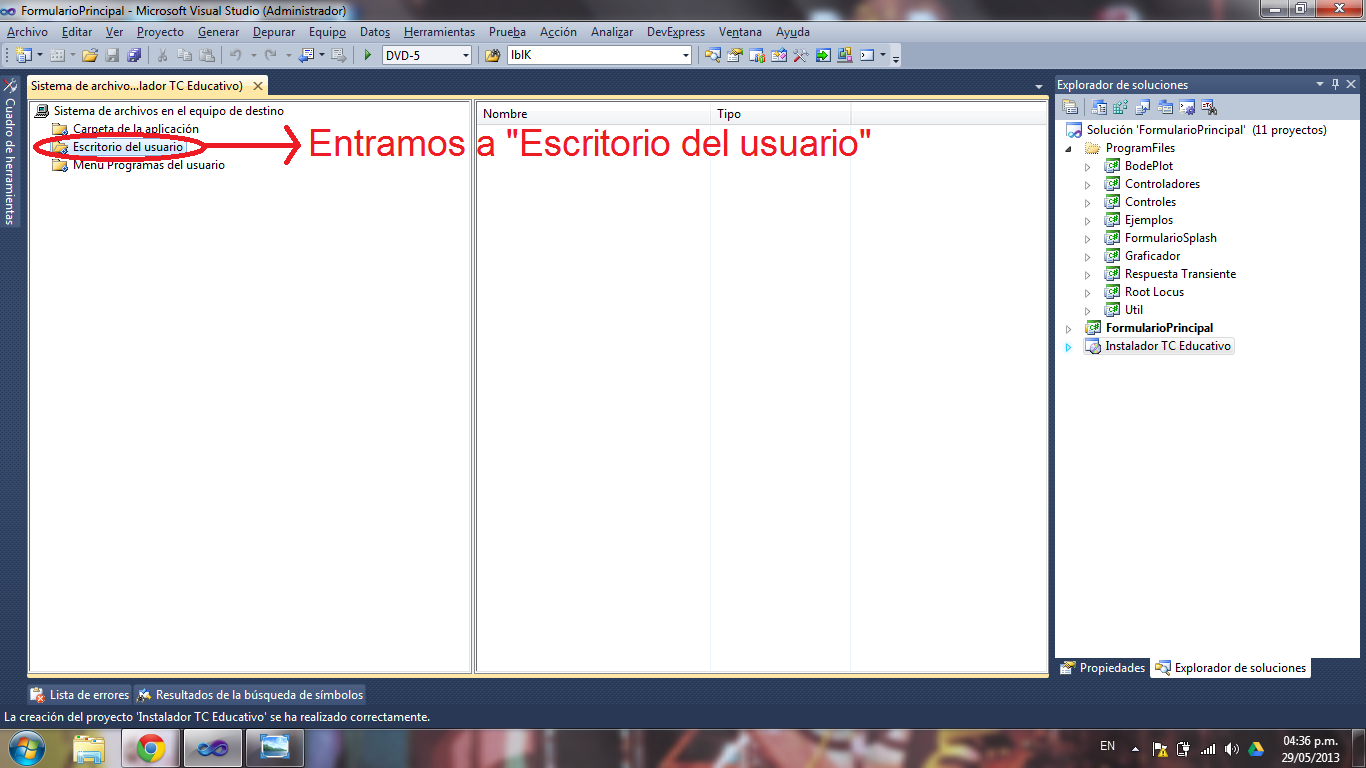 FormularioPrincipal - Microsoft Visual Studio (Administrador)
Archivo Editar Ver Proyecto Generar Depurar Equipo Datos Herramientas Prueba Acción Analizar DevExpress Ventana Ayuda
DVD-5 lblK
Cuadro de herramientas
Sistema de archivo...lador TC Educativo)
Sistema de archivos en el equipo de destino
Carpeta de la aplicación
Escritorio del usuario
Menú Programas del usuario
Nombre Tipo
Entramos a "Escritorio del usuario"
Explorador de soluciones
Solución 'FormularioPrincipal' (11 proyectos)
ProgramFiles
BodePlot
Controladores
Controles
Ejemplos
FormularioSplash
Graficador
Respuesta Transiente
Root Locus
Util
FormularioPrincipal
Instalador TC Educativo
Propiedades Explorador de soluciones
Lista de errores Resultados de la búsqueda de símbolos
La creación del proyecto 'Instalador TC Educativo' se ha realizado correctamente.
EN
04:36 p.m.
29/05/2013